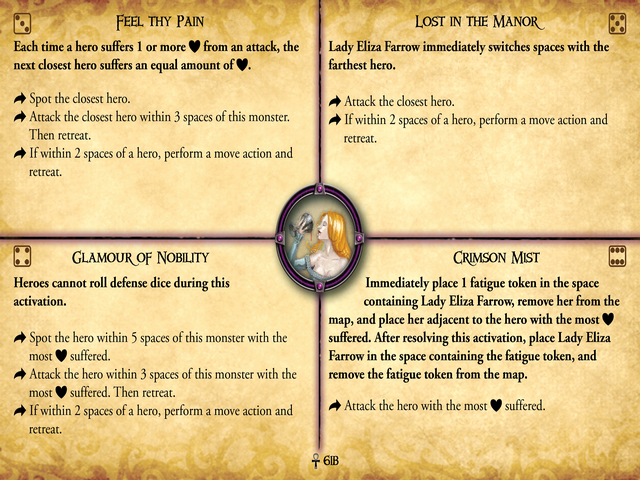 Feel thy Pain
Each time a hero suffers 1 or more ♥ from an attack, the
next closest hero suffers an equal amount of ♥.
Spot the closest hero.
Attack the closest hero within 3 spaces of this monster.
Then retreat.
If within 2 spaces of a hero, perform a move action and
retreat.
Lost in the Manor
Lady Eliza Farrow immediately switches spaces with the
farthest hero.
Attack the closest hero.
If within 2 spaces of a hero, perform a move action and
retreat.
Glamour of Nobility
Heroes cannot roll defense dice during this
activation.
Spot the hero within 5 spaces of this monster with the
most ♥ suffered.
Attack the hero within 3 spaces of this monster with the
most ♥ suffered. Then retreat.
If within 2 spaces of a hero, perform a move action and
retreat.
Crimson Mist
Immediately place 1 fatigue token in the space
containing Lady Eliza Farrow, remove her from the
map, and place her adjacent to the hero with the most ♥
suffered. After resolving this activation, place Lady Eliza
Farrow in the space containing the fatigue token, and
remove the fatigue token from the map.
Attack the hero with the most ♥ suffered.
61B